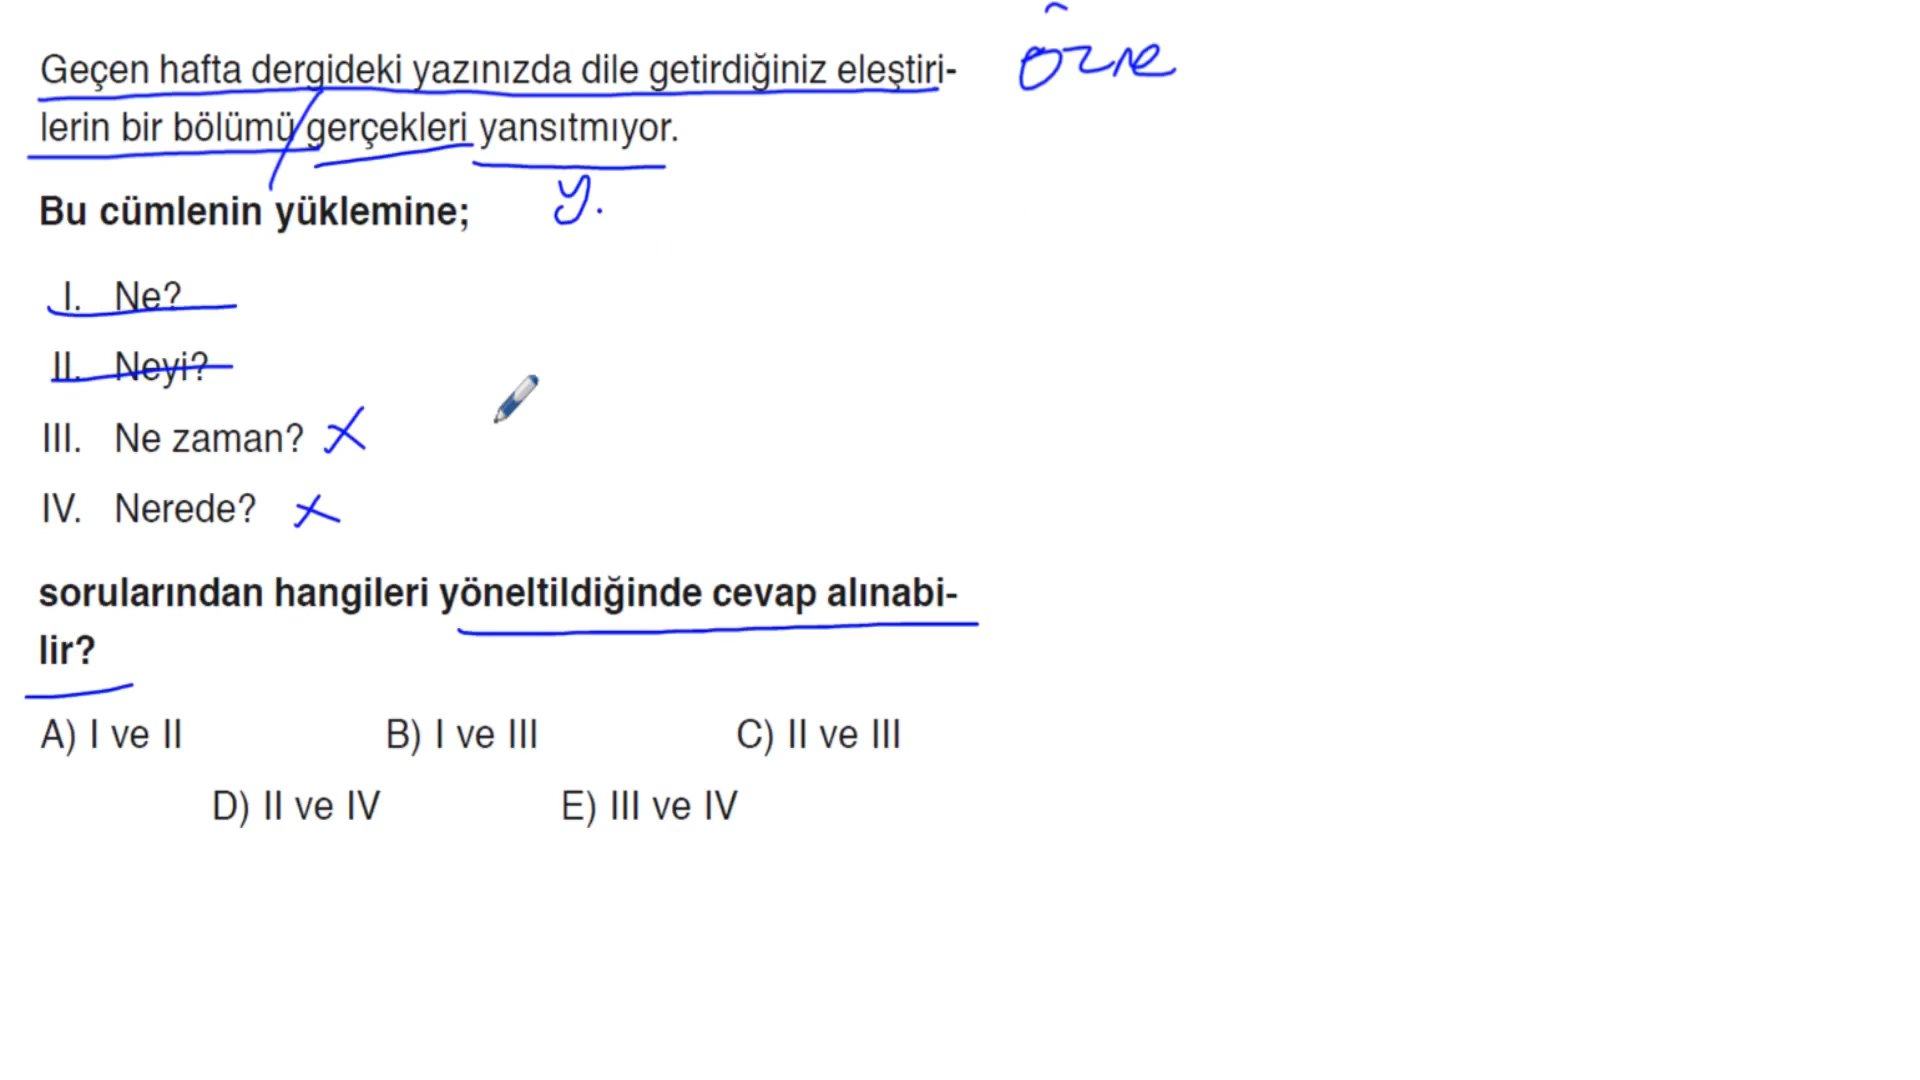 Geçen hafta dergideki yazınızda dile getirdiğiniz eleştiri- özne
lerin bir bölümü gerçekleri yansıtmıyor.
y.
Bu cümlenin yüklemine;
I. Ne?
II. Neyi?
III. Ne zaman? x
IV. Nerede? x
sorularından hangileri yöneltildiğinde cevap alınabi-
lir?
A) I ve II B) I ve III C) II ve III
D) II ve IV E) III ve IV